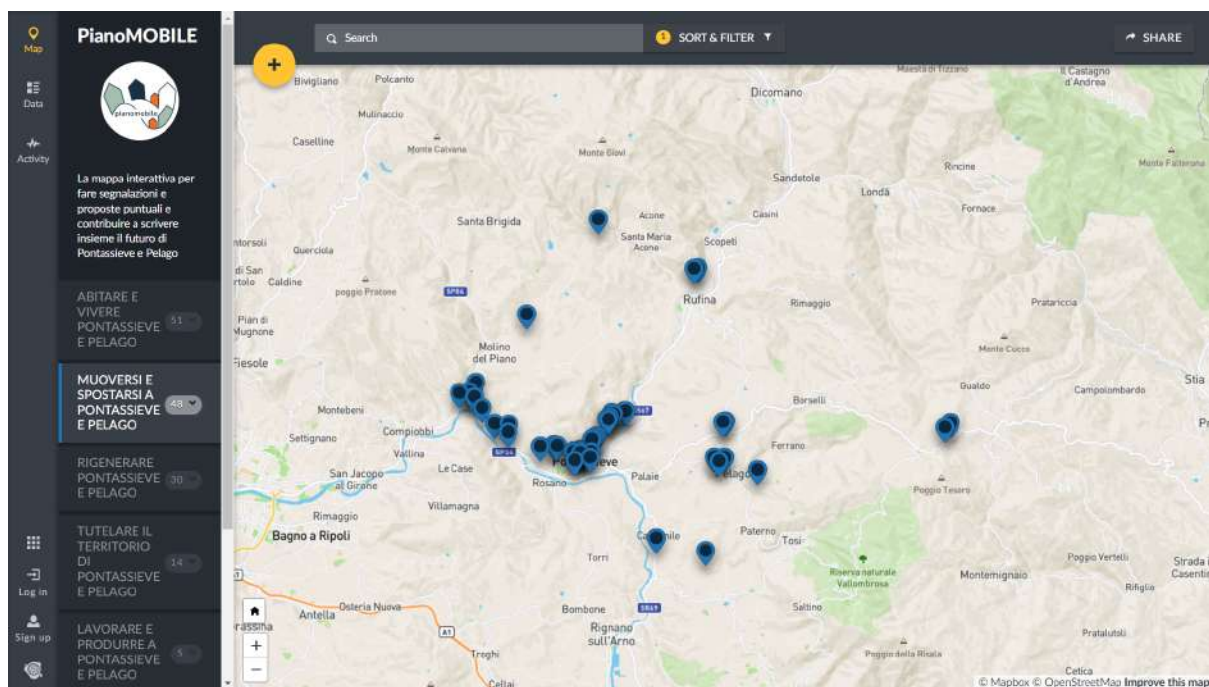 Map
Data
Activity
Log in
Sign up
PianoMOBILE
pianomobile
La mappa interattiva per
fare segnalazioni e
proposte puntuali e
contribuire a scrivere
insieme il futuro di
Pontassieve e Pelago
ABITARE E
VIVERE
PONTASSIEVE 51
E PELAGO
MUOVERSI E
SPOSTARSI A
PONTASSIEVE 48
E PELAGO
RIGENERARE
PONTASSIEVE 30
E PELAGO
TUTELARE IL
TERRITORIO
DI 14
PONTASSIEVE
E PELAGO
LAVORARE E
PRODURRE A
PONTASSIEVE 5
E PELAGO
Search
1 SORT & FILTER
SHARE
+
Bivigliano
Polcanto
Maestà di Tizzano
Il Castagno
d'Andrea
Dicomano
Mulinaccio
Caselline
Monte Calvana
Monte Giovi
Monte Falterona
Rincine
Sandetole
Londa
Fornace
Santa Brigida
Acone
Casini
Santa Maria
Acone
Scopeti
Querciola
Caldine
poggio Pratone
SP84
Rufina
Rimaggio
Pratariccia
Pian di
Mugnone
Molino
del Piano
Monte Cucco
Fiesole
Stia
Gualdo
Campolombardo
Borselli
Montebeni
Settignano
Compiobbi
Vallina
SP34
Ferrano
San Jacopo
al Girone
Le Case
Rosano
Palaie
Poggio Tesoro
Villamagna
Rimaggio
Bagno a Ripoli
Paterno
Tosi
Torri
Riserva naturale
Vallombrosa
Montemignaio
Poggio Vertelli
Strada i
Casentin
Rifiglio
Antella
Osteria Nuova
Bombone
SR69
Saltino
A1
Rignano
sull'Arno
Pratalutoli
Troghi
Poggio della Risala
Cellai
Cetica
+
−
© Mapbox © OpenStreetMap Improve this map